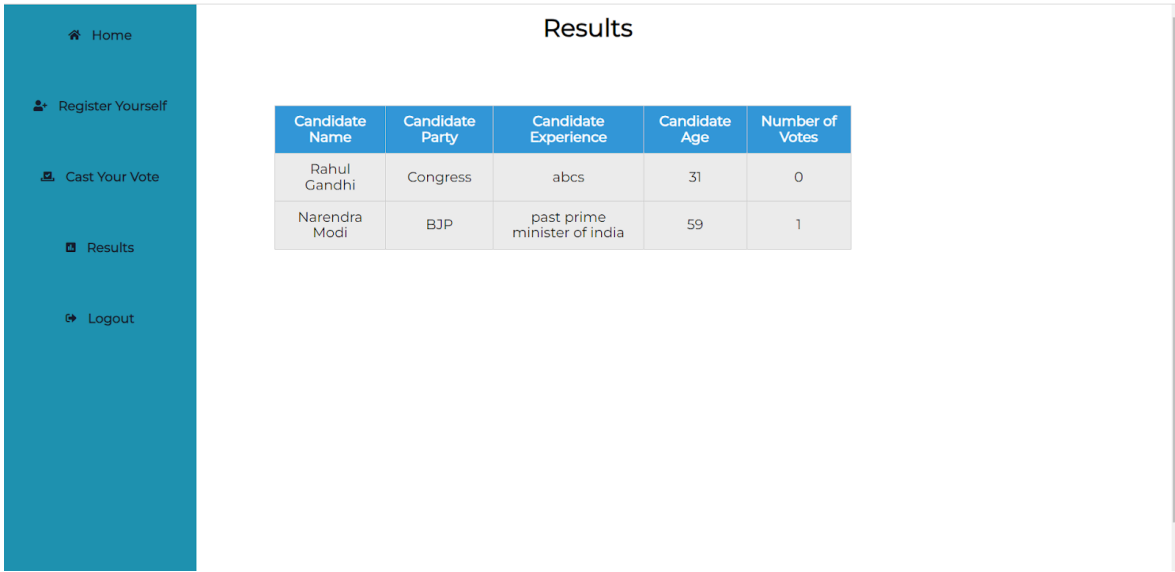 Home
Register Yourself
Cast Your Vote
Results
Logout
Results
Candidate Name
Candidate Party
Candidate Experience
Candidate Age
Number of Votes
Rahul Gandhi
Congress
abcs
31
0
Narendra Modi
BJP
past prime minister of india
59
1